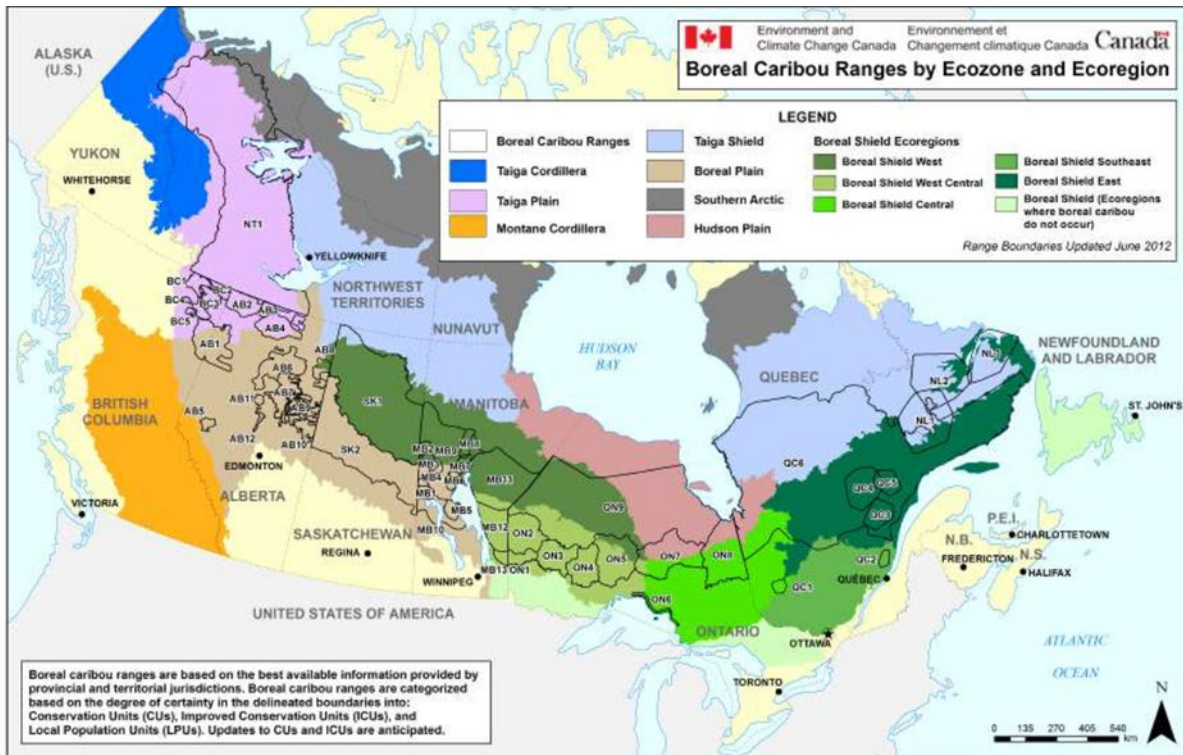 Environment and
Climate Change Canada
Environnement et
Changement climatique Canada
Canada
Boreal Caribou Ranges by Ecozone and Ecoregion
LEGEND
Boreal Caribou Ranges
Taiga Cordillera
Taiga Plain
Montane Cordillera
Taiga Shield
Boreal Plain
Southern Arctic
Hudson Plain
Boreal Shield Ecoregions
Boreal Shield West
Boreal Shield West Central
Boreal Shield Central
Boreal Shield Southeast
Boreal Shield East
Boreal Shield (Ecoregions
where boreal caribou
do not occur)
Range Boundaries Updated June 2012
ALASKA
(U.S.)
YUKON
WHITEHORSE
NT1
YELLOWKNIFE
NORTHWEST
TERRITORIES
NUNAVUT
BC1
BC2
BC4
BC3
BC5
AB2
AB3
AB4
AB1
AB8
AB6
AB7
AB11
AB9
AB5
AB12
AB10
BRITISH
COLUMBIA
EDMONTON
ALBERTA
VICTORIA
SK1
SK2
SASKATCHEWAN
REGINA
MANITOBA
MB2
MB9
MB8
MB7
MB4
MB6
MB1
MB5
MB10
MB11
MB12
MB13
WINNIPEG
HUDSON
BAY
ON1
ON2
ON3
ON4
ON5
ON9
ON7
ON8
ON6
ONTARIO
OTTAWA
TORONTO
QUEBEC
QC6
QC4
QC5
QC3
QC2
QC1
QUÉBEC
NL2
NL1
NEWFOUNDLAND
AND LABRADOR
ST. JOHN'S
P.E.I.
CHARLOTTETOWN
N.B.
FREDERICTON
N.S.
HALIFAX
UNITED STATES OF AMERICA
ATLANTIC
OCEAN
Boreal caribou ranges are based on the best available information provided by
provincial and territorial jurisdictions. Boreal caribou ranges are categorized
based on the degree of certainty in the delineated boundaries into:
Conservation Units (CUs), Improved Conservation Units (ICUs), and
Local Population Units (LPUs). Updates to CUs and ICUs are anticipated.
N
0 135 270 405 540
km